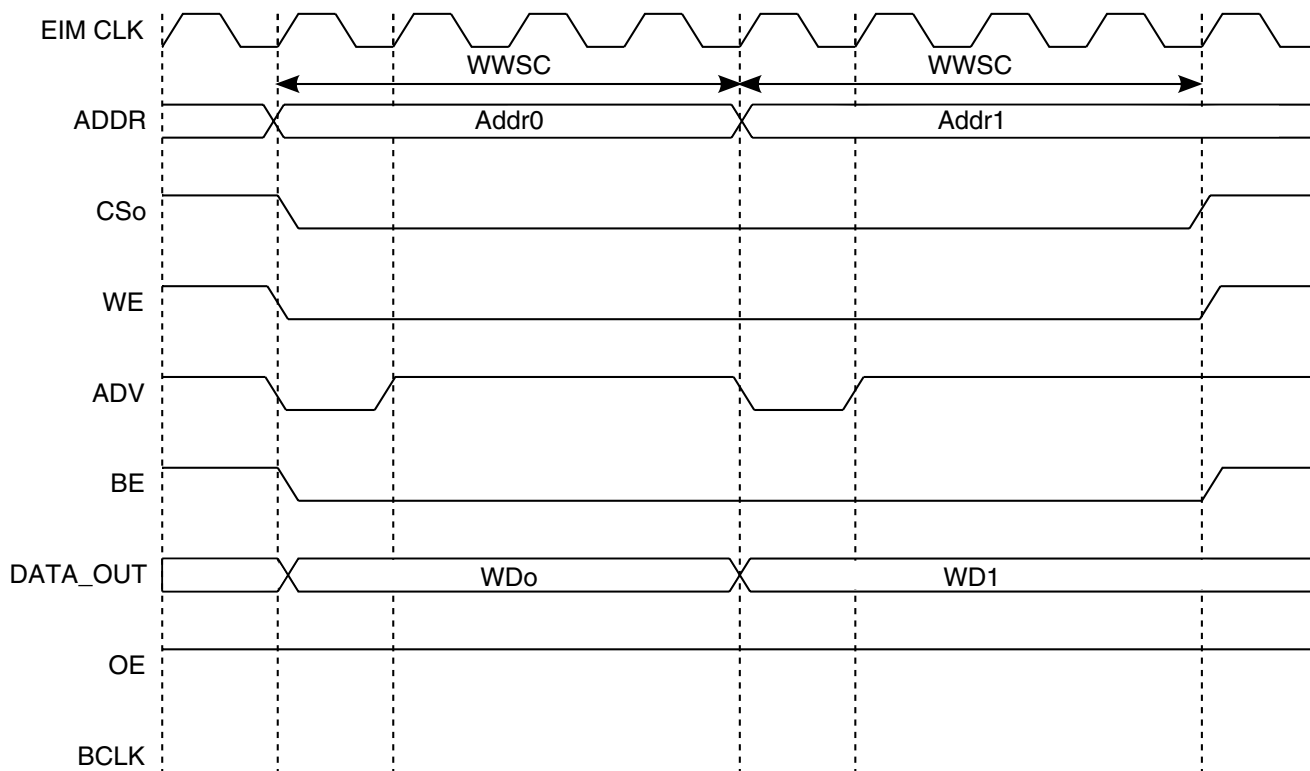 EIM CLK
WWSC WWSC
ADDR Addr0 Addr1
CSo
WE
ADV
BE
DATA_OUT WDo WD1
OE
BCLK